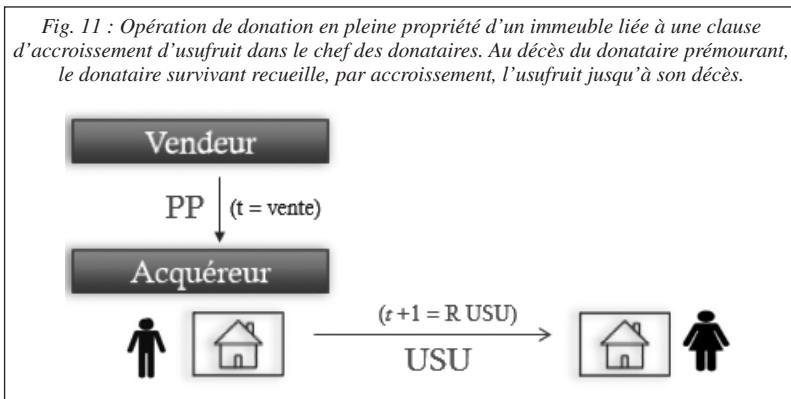 Fig. 11 : Opération de donation en pleine propriété d’un immeuble liée à une clause
d’accroissement d’usufruit dans le chef des donataires. Au décès du donataire prémourant,
le donataire survivant recueille, par accroissement, l’usufruit jusqu’à son décès.
Vendeur
PP (t = vente)
Acquéreur
(t +1 = R USU)
USU